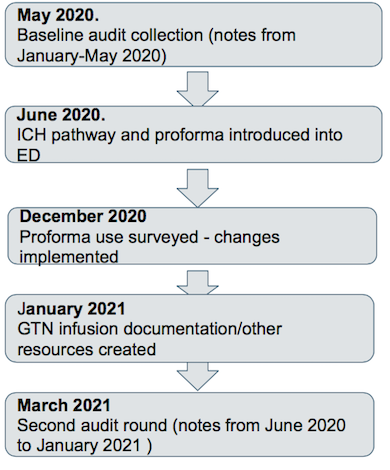 May 2020.
Baseline audit collection (notes from
January-May 2020)
June 2020.
ICH pathway and proforma introduced into
ED
December 2020
Proforma use surveyed - changes
implemented
January 2021
GTN infusion documentation/other
resources created
March 2021
Second audit round (notes from June 2020
to January 2021 )